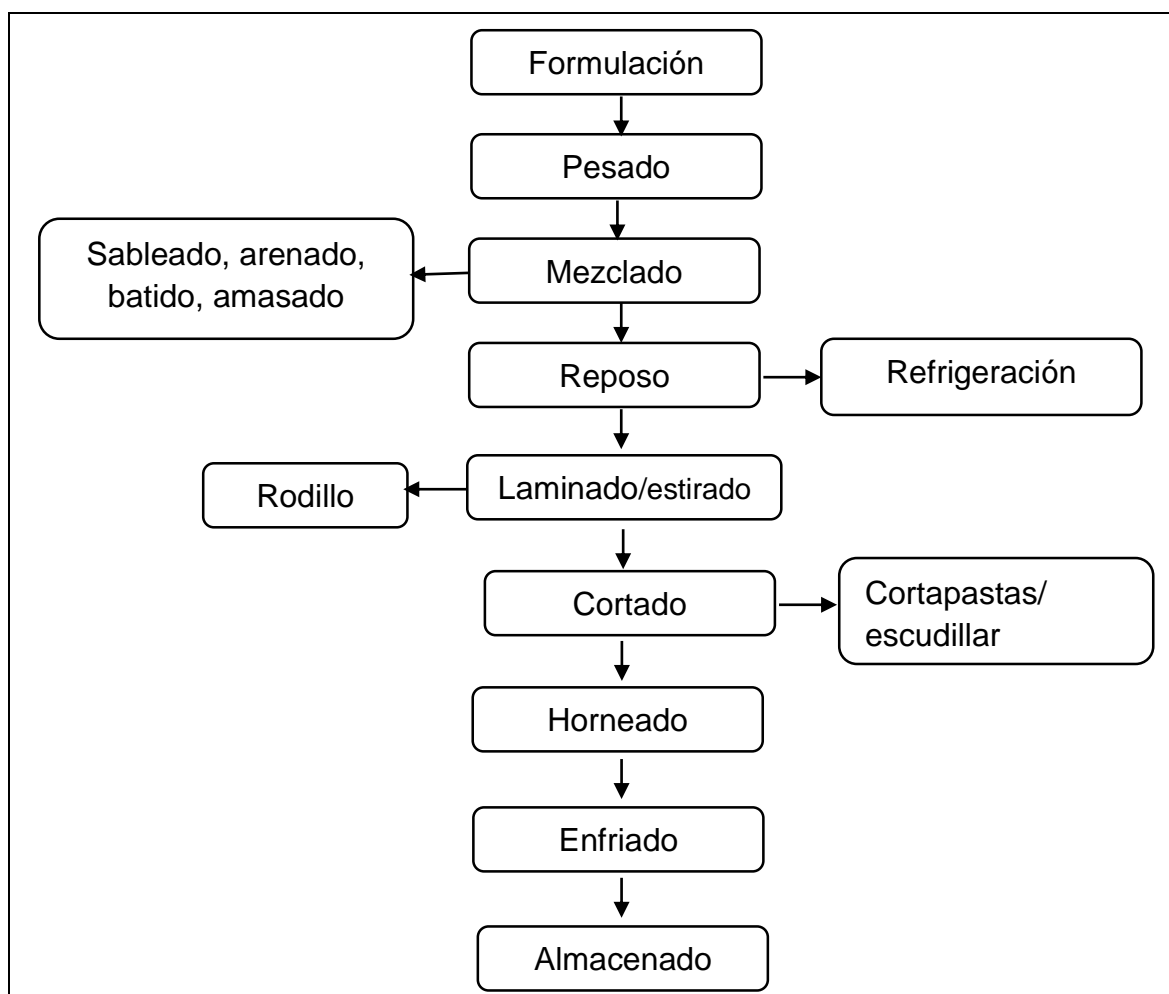 Formulación
Pesado
Sableado, arenado,
batido, amasado
Mezclado
Reposo
Refrigeración
Rodillo
Laminado/estirado
Cortado
Cortapastas/
escudillar
Horneado
Enfriado
Almacenado